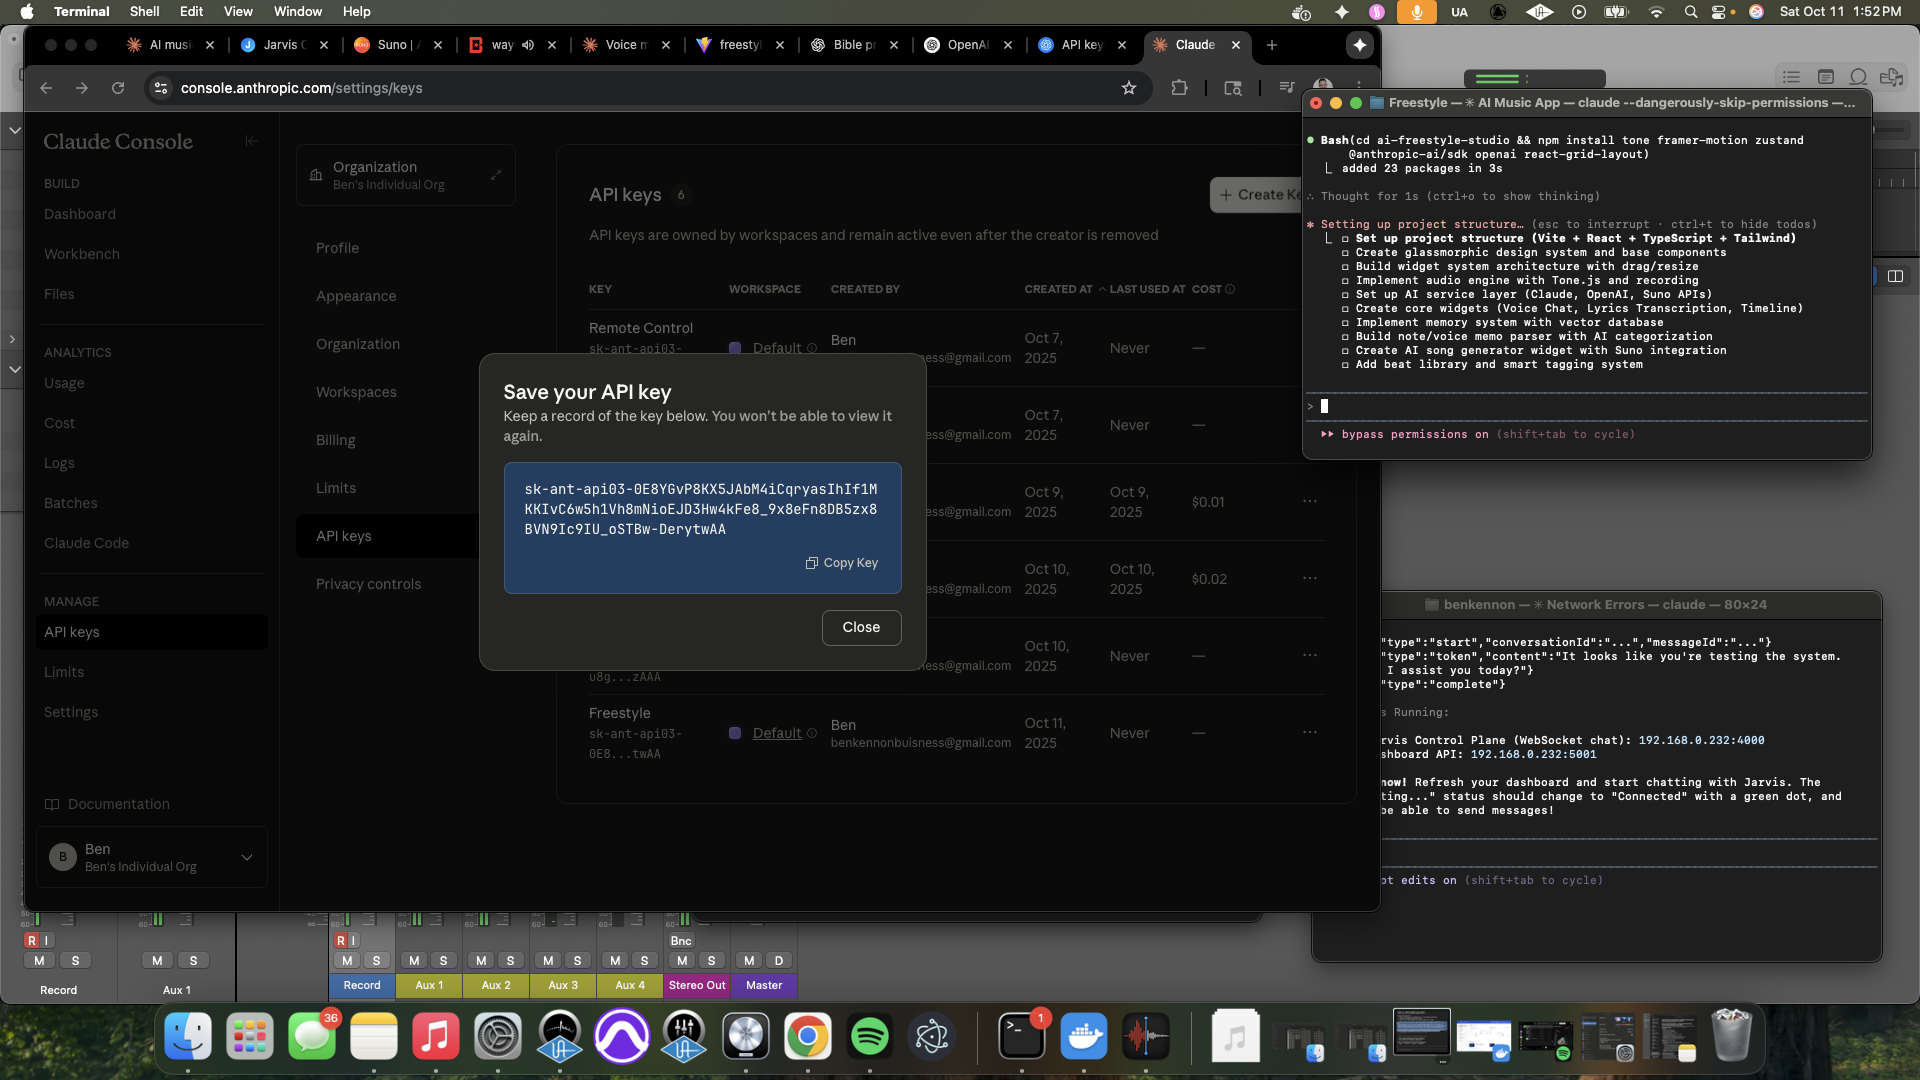 Terminal Shell Edit View Window Help
UA
Sat Oct 11 1:52 PM
AI musi
Jarvis C
Suno | A
way
Voice m
freestyl
Bible pr
OpenAI
API key
Claude
console.anthropic.com/settings/keys
Claude Console
BUILD
Dashboard
Workbench
Files
ANALYTICS
Usage
Cost
Logs
Batches
Claude Code
MANAGE
API keys
Limits
Settings
Documentation
B
Ben
Ben's Individual Org
Organization
Ben's Individual Org
Profile
Appearance
Organization
Workspaces
Billing
Limits
API keys
Privacy controls
API keys 6
+ Create Ke
API keys are owned by workspaces and remain active even after the creator is removed
KEY WORKSPACE CREATED BY CREATED AT LAST USED AT COST
Remote Control
sk-ant-api03-
Default
Ben
ness@gmail.com
Oct 7, 2025
Never
—
ness@gmail.com
Oct 7, 2025
Never
—
ness@gmail.com
Oct 9, 2025
Oct 9, 2025
$0.01
ess@gmail.com
Oct 10, 2025
Oct 10, 2025
$0.02
u8g...zAAA
ness@gmail.com
Oct 10, 2025
Never
—
Freestyle
sk-ant-api03-
0E8...twAA
Default
Ben
benkennonbuisness@gmail.com
Oct 11, 2025
Never
—
Save your API key
Keep a record of the key below. You won't be able to view it
again.
sk-ant-api03-0E8YGvP8KX5JAbM4iCqryasIhIf1M
KKIvC6w5h1Vh8mNioEJD3Hw4kFe8_9x8eFn8DB5zx8
BVN9Ic9IU_oSTBw-DerytwAA
Copy Key
Close
Freestyle — ✳ AI Music App — claude --dangerously-skip-permissions —...
Bash(cd ai-freestyle-studio && npm install tone framer-motion zustand
@anthropic-ai/sdk openai react-grid-layout)
added 23 packages in 3s
∴ Thought for 1s (ctrl+o to show thinking)
✱ Setting up project structure… (esc to interrupt · ctrl+t to hide todos)
☐ Set up project structure (Vite + React + TypeScript + Tailwind)
☐ Create glassmorphic design system and base components
☐ Build widget system architecture with drag/resize
☐ Implement audio engine with Tone.js and recording
☐ Set up AI service layer (Claude, OpenAI, Suno APIs)
☐ Create core widgets (Voice Chat, Lyrics Transcription, Timeline)
☐ Implement memory system with vector database
☐ Build note/voice memo parser with AI categorization
☐ Create AI song generator widget with Suno integration
☐ Add beat library and smart tagging system
>
bypass permissions on (shift+tab to cycle)
benkennon — ✳ Network Errors — claude — 80×24
"type":"start","conversationId":"...","messageId":"..."}
"type":"token","content":"It looks like you're testing the system.
I assist you today?"}
"type":"complete"}
s Running:
rvis Control Plane (WebSocket chat): 192.168.0.232:4000
shboard API: 192.168.0.232:5001
now! Refresh your dashboard and start chatting with Jarvis. The
ting..." status should change to "Connected" with a green dot, and
be able to send messages!
ot edits on (shift+tab to cycle)
R I
R I
Bnc
M S
M S
M S
M S
M S
M S
M S
M S
M D
Record
Aux 1
Record
Aux 1
Aux 2
Aux 3
Aux 4
Stereo Out
Master
36
1